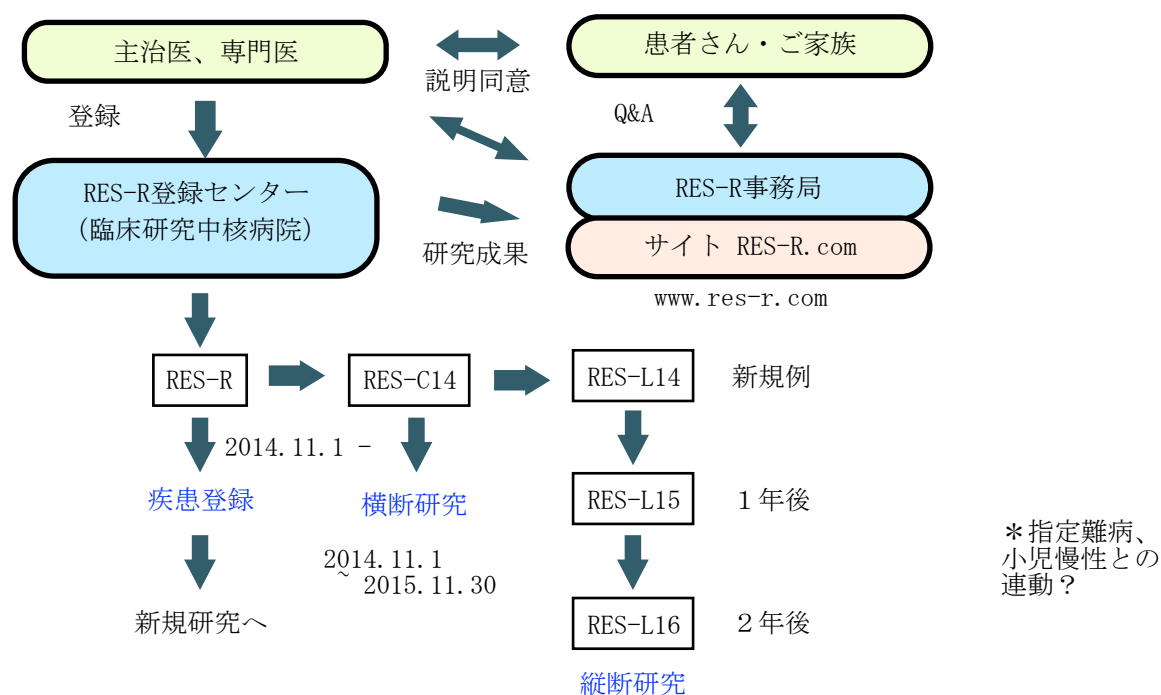 主治医、専門医
患者さん・ご家族
説明同意
登録
Q&A
RES-R登録センター
（臨床研究中核病院）
RES-R事務局
サイト RES-R.com
研究成果
www.res-r.com
RES-R
RES-C14
RES-L14
新規例
2014.11.1 -
疾患登録
横断研究
RES-L15
１年後
2014.11.1
~ 2015.11.30
新規研究へ
RES-L16
２年後
縦断研究
＊指定難病、
小児慢性との
連動？